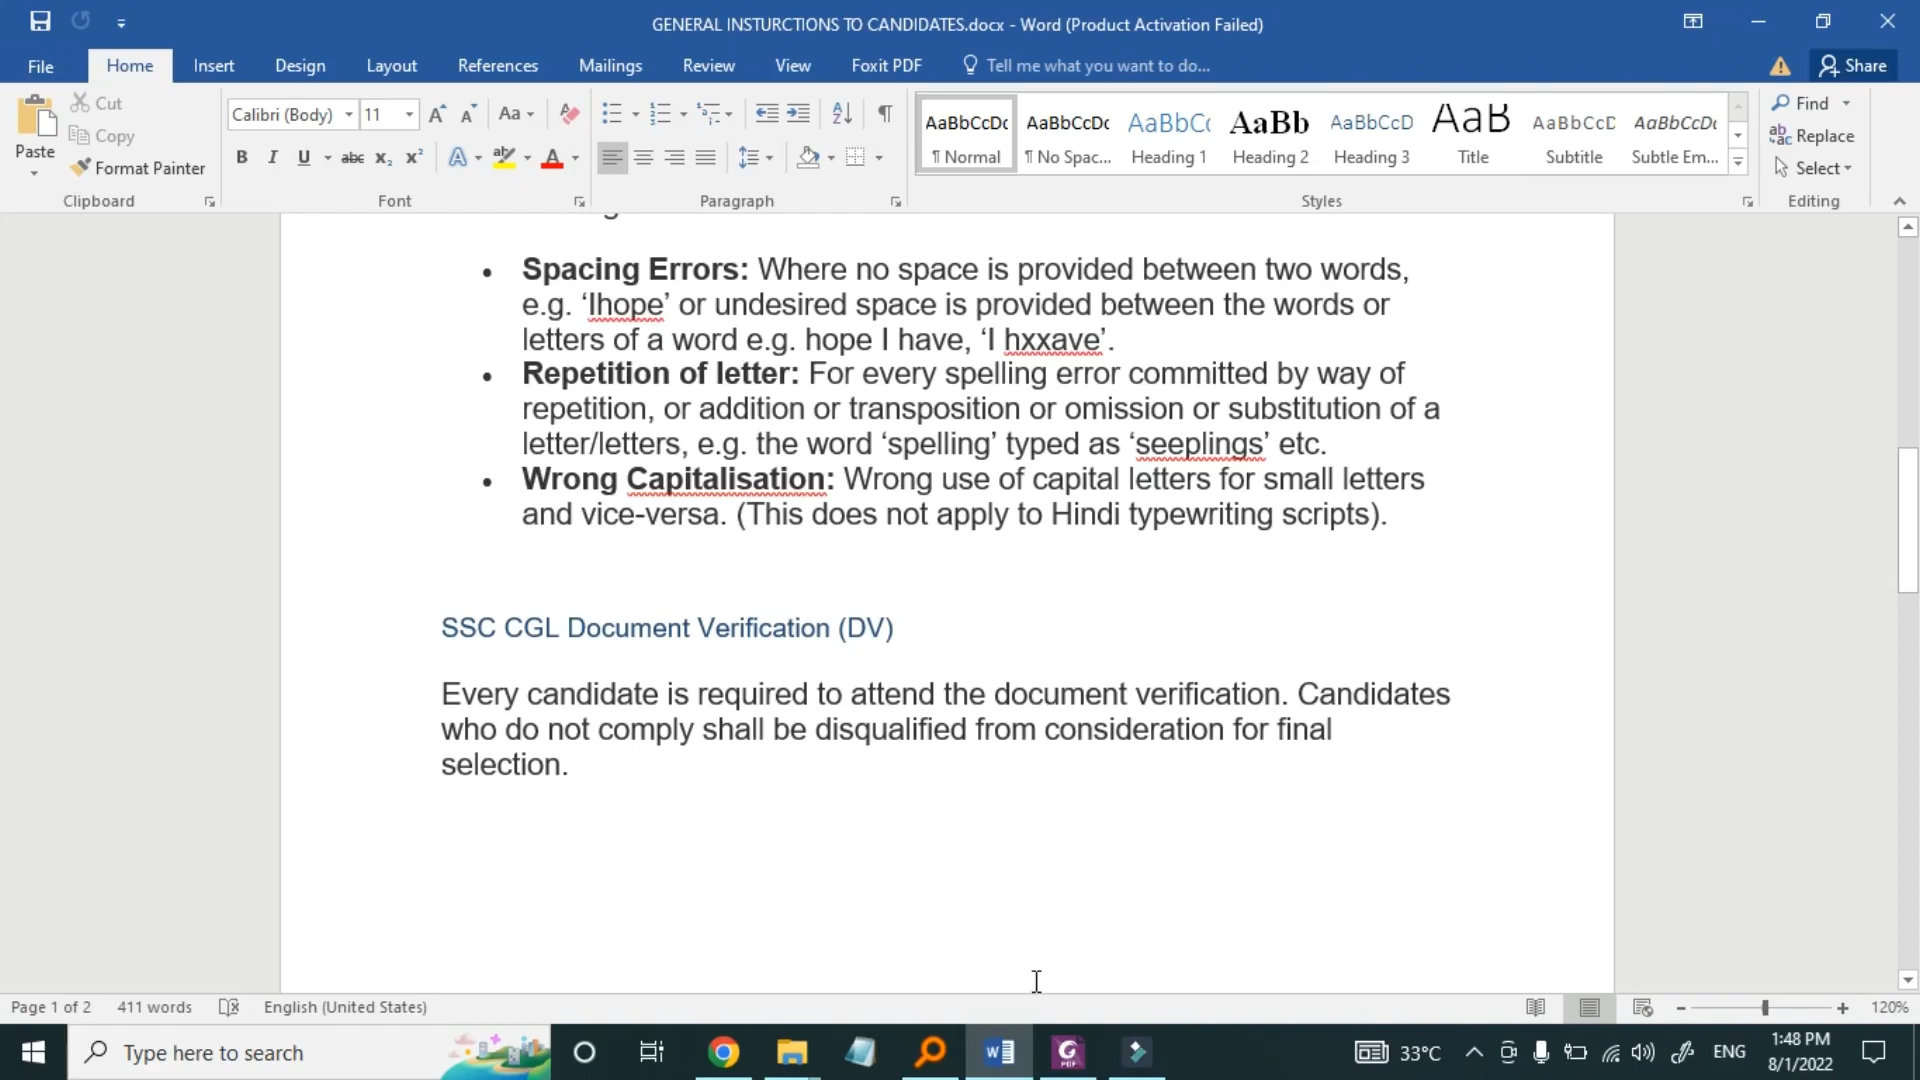 GENERAL INSTURCTIONS TO CANDIDATES.docx - Word (Product Activation Failed)
File Home Insert Design Layout References Mailings Review View Foxit PDF Tell me what you want to do... Share
Paste
Cut
Copy
Format Painter
Clipboard
Calibri (Body) 11
Font
Paragraph
AaBbCcDc AaBbCcDc AaBbC AaBb AaBbCcD AaB AaBbCcD AaBbCcDc
¶ Normal ¶ No Spac... Heading 1 Heading 2 Heading 3 Title Subtitle Subtle Em...
Styles
Find
Replace
Select
Editing
• Spacing Errors: Where no space is provided between two words,
e.g. ‘Ihope’ or undesired space is provided between the words or
letters of a word e.g. hope I have, ‘I hxxave’.
• Repetition of letter: For every spelling error committed by way of
repetition, or addition or transposition or omission or substitution of a
letter/letters, e.g. the word ‘spelling’ typed as ‘seeplings’ etc.
• Wrong Capitalisation: Wrong use of capital letters for small letters
and vice-versa. (This does not apply to Hindi typewriting scripts).
SSC CGL Document Verification (DV)
Every candidate is required to attend the document verification. Candidates
who do not comply shall be disqualified from consideration for final
selection.
Page 1 of 2 411 words English (United States) 120%
Type here to search 33°C ENG
1:48 PM
8/1/2022